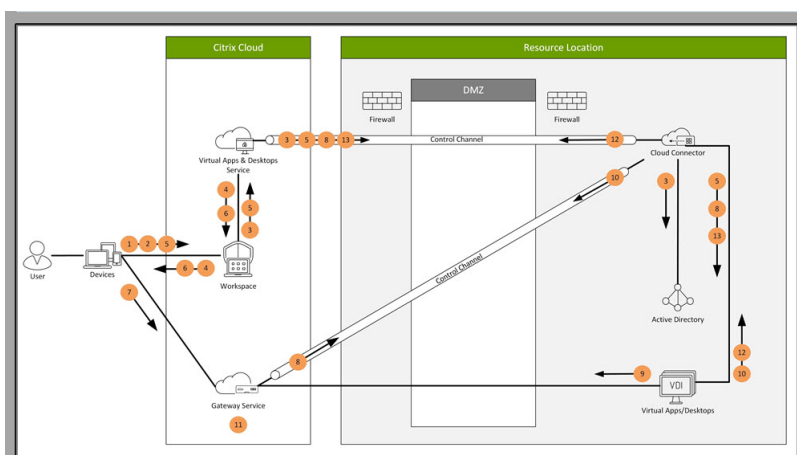 Citrix Cloud
Resource Location
DMZ
Firewall
Firewall
3 5 8 13
Control Channel
12
Virtual Apps & Desktops
Service
Cloud Connector
4
6
5
3
10
3
5
8
13
1 2 5
User
Devices
6 4
Workspace
Control Channel
7
Active Directory
8
12
10
9
VDI
Gateway Service
Virtual Apps/Desktops
11